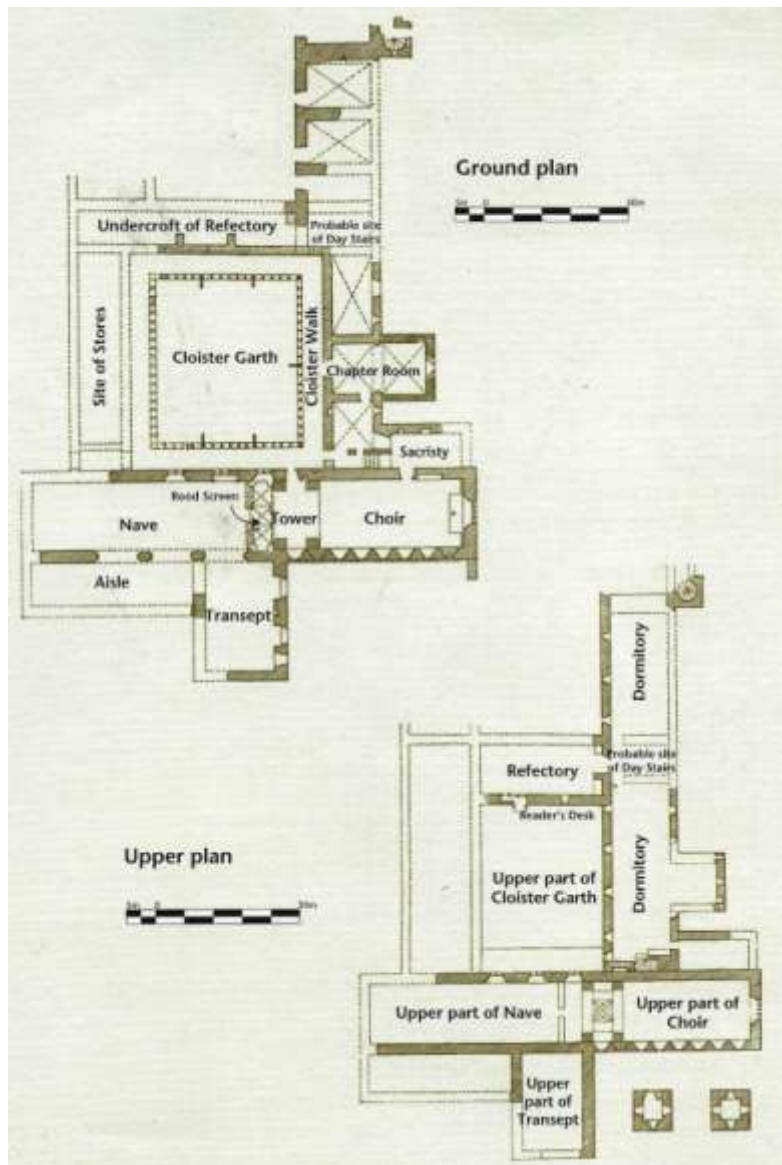 Ground plan
Undercroft of Refectory
Probable site
of Day Stairs
Site of Stores
Cloister Garth
Cloister Walk
Chapter Room
Sacristy
Rood Screen
Nave
Tower
Choir
Aisle
Transept
Upper plan
Dormitory
Refectory
Probable site
of Day Stairs
Reader's Desk
Upper part of
Cloister Garth
Dormitory
Upper part of Nave
Upper part of
Choir
Upper
part of
Transept